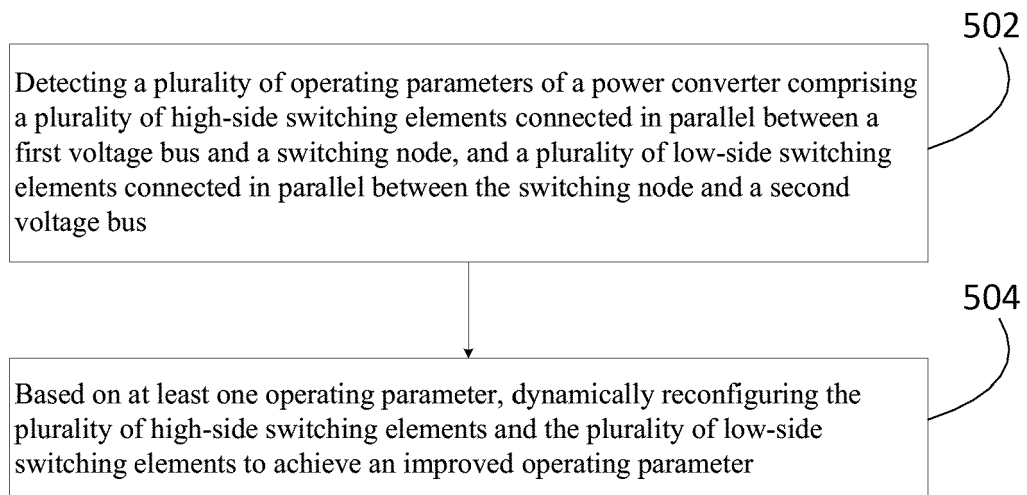 502
Detecting a plurality of operating parameters of a power converter comprising
a plurality of high-side switching elements connected in parallel between a
first voltage bus and a switching node, and a plurality of low-side switching
elements connected in parallel between the switching node and a second
voltage bus
504
Based on at least one operating parameter, dynamically reconfiguring the
plurality of high-side switching elements and the plurality of low-side
switching elements to achieve an improved operating parameter